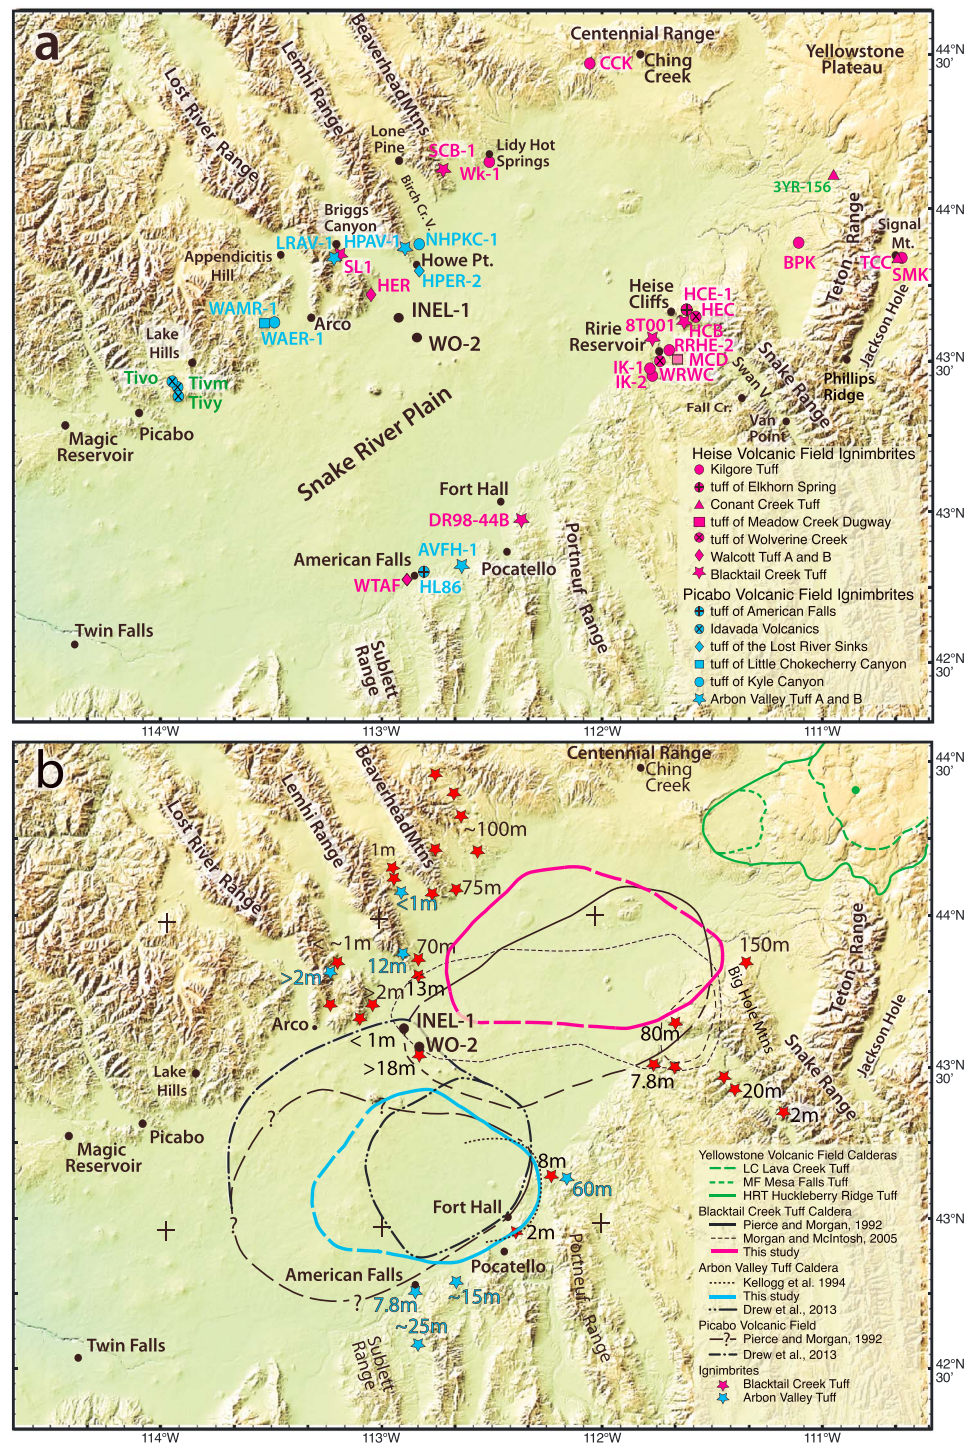 a
Centennial Range
CCK
Ching
Creek
Yellowstone
Plateau
44°N
30'
Beaverhead Mtns
Lemhi Range
Lost River Range
Lone
Pine
SCB-1
Wk-1
Lidy Hot
Springs
Birch Cr. V.
3YR-156
44°N
Briggs
Canyon
LRAV-1
HPAV-1
NHPKC-1
Howe Pt.
HPER-2
SL1
HER
Appendicitis
Hill
Signal
Mt.
BPK
TCC
SMK
Teton Range
Jackson Hole
WAMR-1
WAER-1
Arco
INEL-1
WO-2
Heise
Cliffs
HCE-1
HEC
8T001
HCB
Ririe
Reservoir
RRHE-2
MCD
IK-1
IK-2
WRWC
Lake
Hills
Tivo
Tivm
Tivy
Swan V.
Snake Range
43°N
30'
Phillips
Ridge
Fall Cr.
Van
Point
Magic
Reservoir
Picabo
Snake River Plain
Heise Volcanic Field Ignimbrites
Kilgore Tuff
tuff of Elkhorn Spring
Conant Creek Tuff
tuff of Meadow Creek Dugway
tuff of Wolverine Creek
Walcott Tuff A and B
Blacktail Creek Tuff
Picabo Volcanic Field Ignimbrites
tuff of American Falls
Idavada Volcanics
tuff of the Lost River Sinks
tuff of Little Chokecherry Canyon
tuff of Kyle Canyon
Arbon Valley Tuff A and B
Fort Hall
DR98-44B
43°N
AVFH-1
American Falls
WTAF
HL86
Pocatello
Portneuf Range
Twin Falls
Sublett
Range
42°N
30'
114°W
113°W
112°W
111°W
b
Centennial Range
Ching
Creek
44°N
30'
Beaverhead Mtns
Lemhi Range
Lost River Range
~100m
1m
75m
<1m
44°N
Teton Range
< ~1m
70m
12m
>2m
13m
>2m
150m
Big Hole Mtns
Arco
INEL-1
WO-2
< 1m
>18m
80m
7.8m
20m
2m
Snake Range
Jackson Hole
43°N
30'
Lake
Hills
Picabo
Magic
Reservoir
?
?
?
8m
60m
Fort Hall
2m
Pocatello
American Falls
7.8m
~15m
~25m
Portneuf Range
Twin Falls
Sublett
Range
43°N
Yellowstone Volcanic Field Calderas
LC Lava Creek Tuff
MF Mesa Falls Tuff
HRT Huckleberry Ridge Tuff
Blacktail Creek Tuff Caldera
Pierce and Morgan, 1992
Morgan and McIntosh, 2005
This study
Arbon Valley Tuff Caldera
Kellogg et al. 1994
This study
Drew et al., 2013
Picabo Volcanic Field
?
Pierce and Morgan, 1992
Drew et al., 2013
Ignimbrites
Blacktail Creek Tuff
Arbon Valley Tuff
42°N
30'
114°W
113°W
112°W
111°W